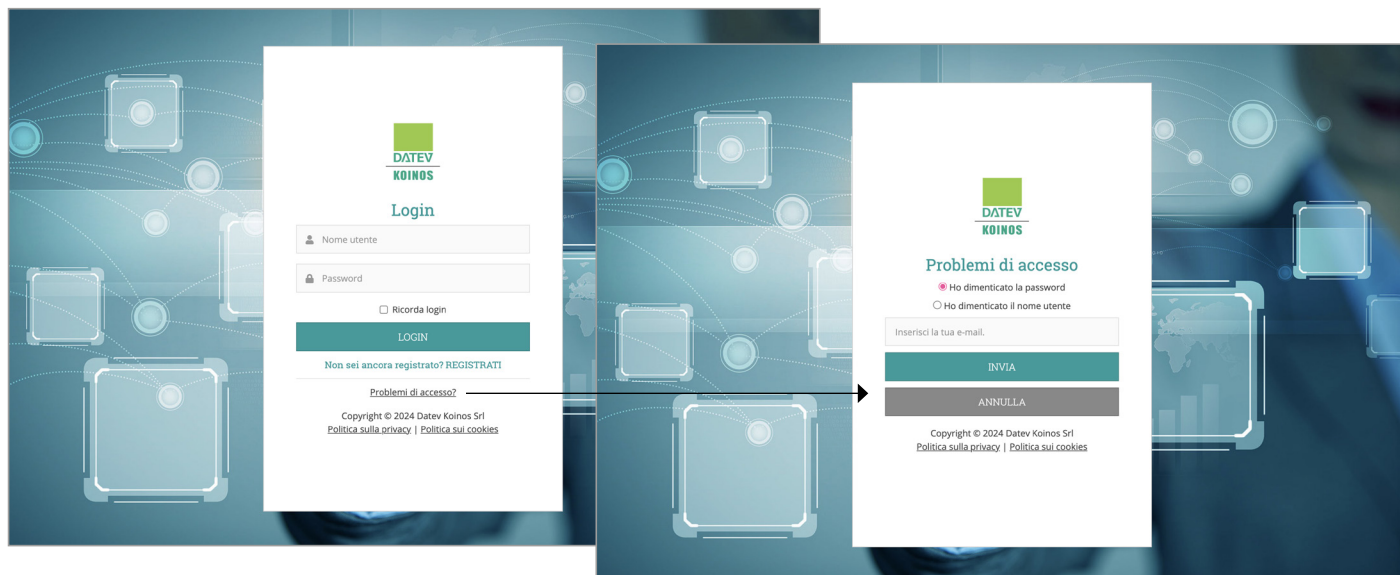 DATEV
KOINOS
Login
Nome utente
Password
Ricorda login
LOGIN
Non sei ancora registrato? REGISTRATI
Problemi di accesso?
Copyright © 2024 Datev Koinos Srl
Politica sulla privacy | Politica sui cookies
DATEV
KOINOS
Problemi di accesso
Ho dimenticato la password
Ho dimenticato il nome utente
Inserisci la tua e-mail.
INVIA
ANNULLA
Copyright © 2024 Datev Koinos Srl
Politica sulla privacy | Politica sui cookies